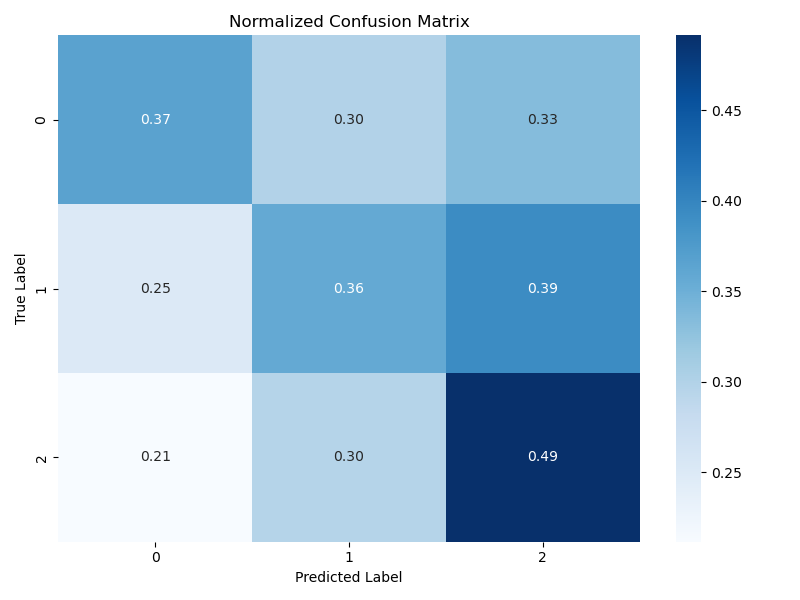 Normalized Confusion Matrix
0 0.37 0.30 0.33
1 0.25 0.36 0.39
2 0.21 0.30 0.49
0 1 2
True Label
Predicted Label
0.45
0.40
0.35
0.30
0.25